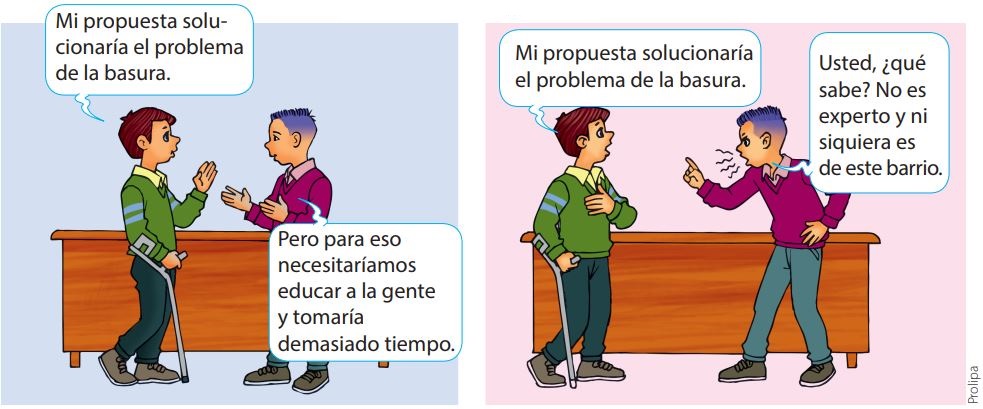 Mi propuesta solu-
cionaría el problema
de la basura.
Pero para eso
necesitaríamos
educar a la gente
y tomaría
demasiado tiempo.
Mi propuesta solucionaría
el problema de la basura.
Usted, ¿qué
sabe? No es
experto y ni
siquiera es
de este barrio.
Prolipa